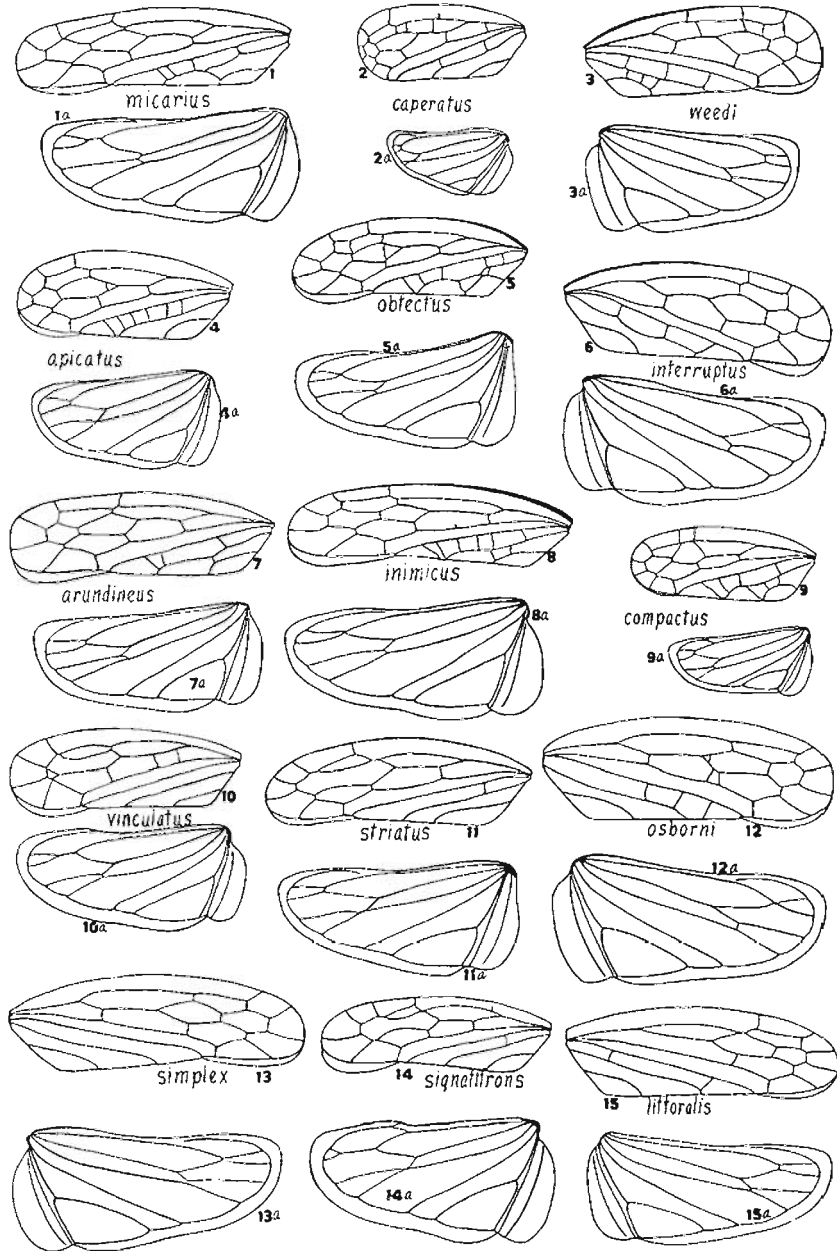 1
micarius
1a
2
caperatus
2a
3
weedi
3a
4
apicatus
4a
5
obtectus
5a
6
interruptus
6a
7
arundineus
7a
8
inimicus
8a
9
compactus
9a
10
vinculatus
10a
11
striatus
11a
12
osborni
12a
simplex 13
13a
14 signatifrons
14a
15 littoralis
15a